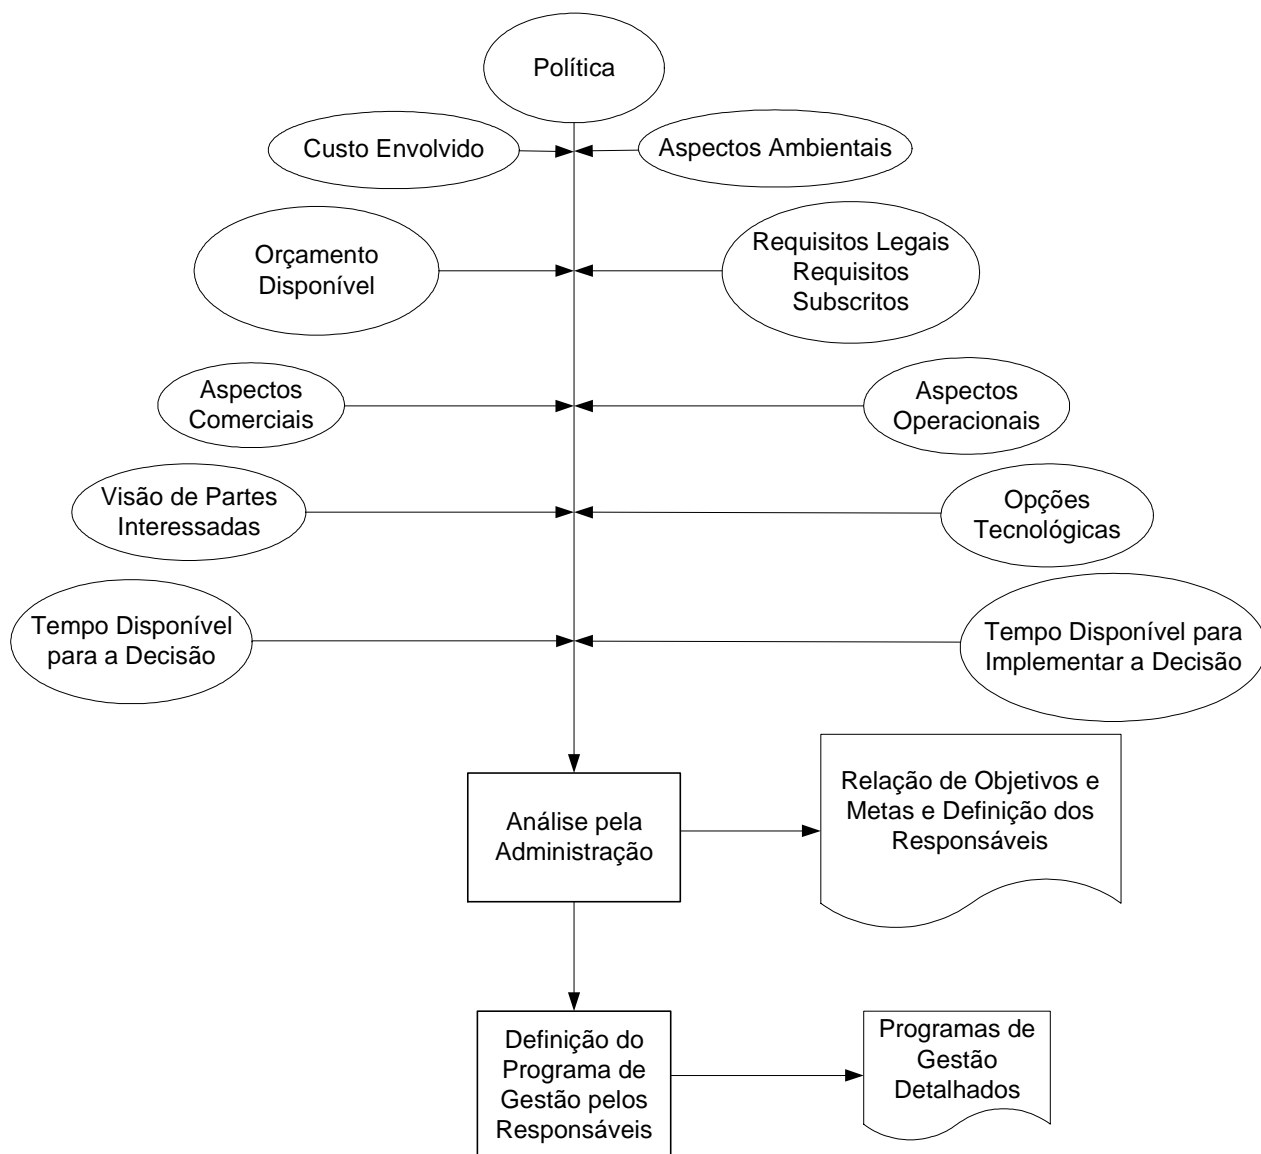 Política
Custo Envolvido
Aspectos Ambientais
Orçamento
Disponível
Requisitos Legais
Requisitos
Subscritos
Aspectos
Comerciais
Aspectos
Operacionais
Visão de Partes
Interessadas
Opções
Tecnológicas
Tempo Disponível
para a Decisão
Tempo Disponível para
Implementar a Decisão
Análise pela
Administração
Relação de Objetivos e
Metas e Definição dos
Responsáveis
Definição do
Programa de
Gestão pelos
Responsáveis
Programas de
Gestão
Detalhados